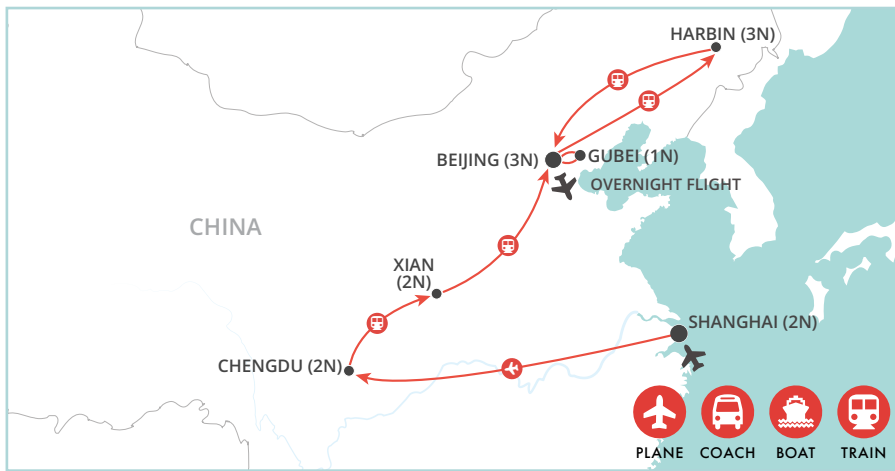 HARBIN (3N)
BEIJING (3N)
GUBEI (1N)
OVERNIGHT FLIGHT
CHINA
XIAN
(2N)
SHANGHAI (2N)
CHENGDU (2N)
PLANE COACH BOAT TRAIN